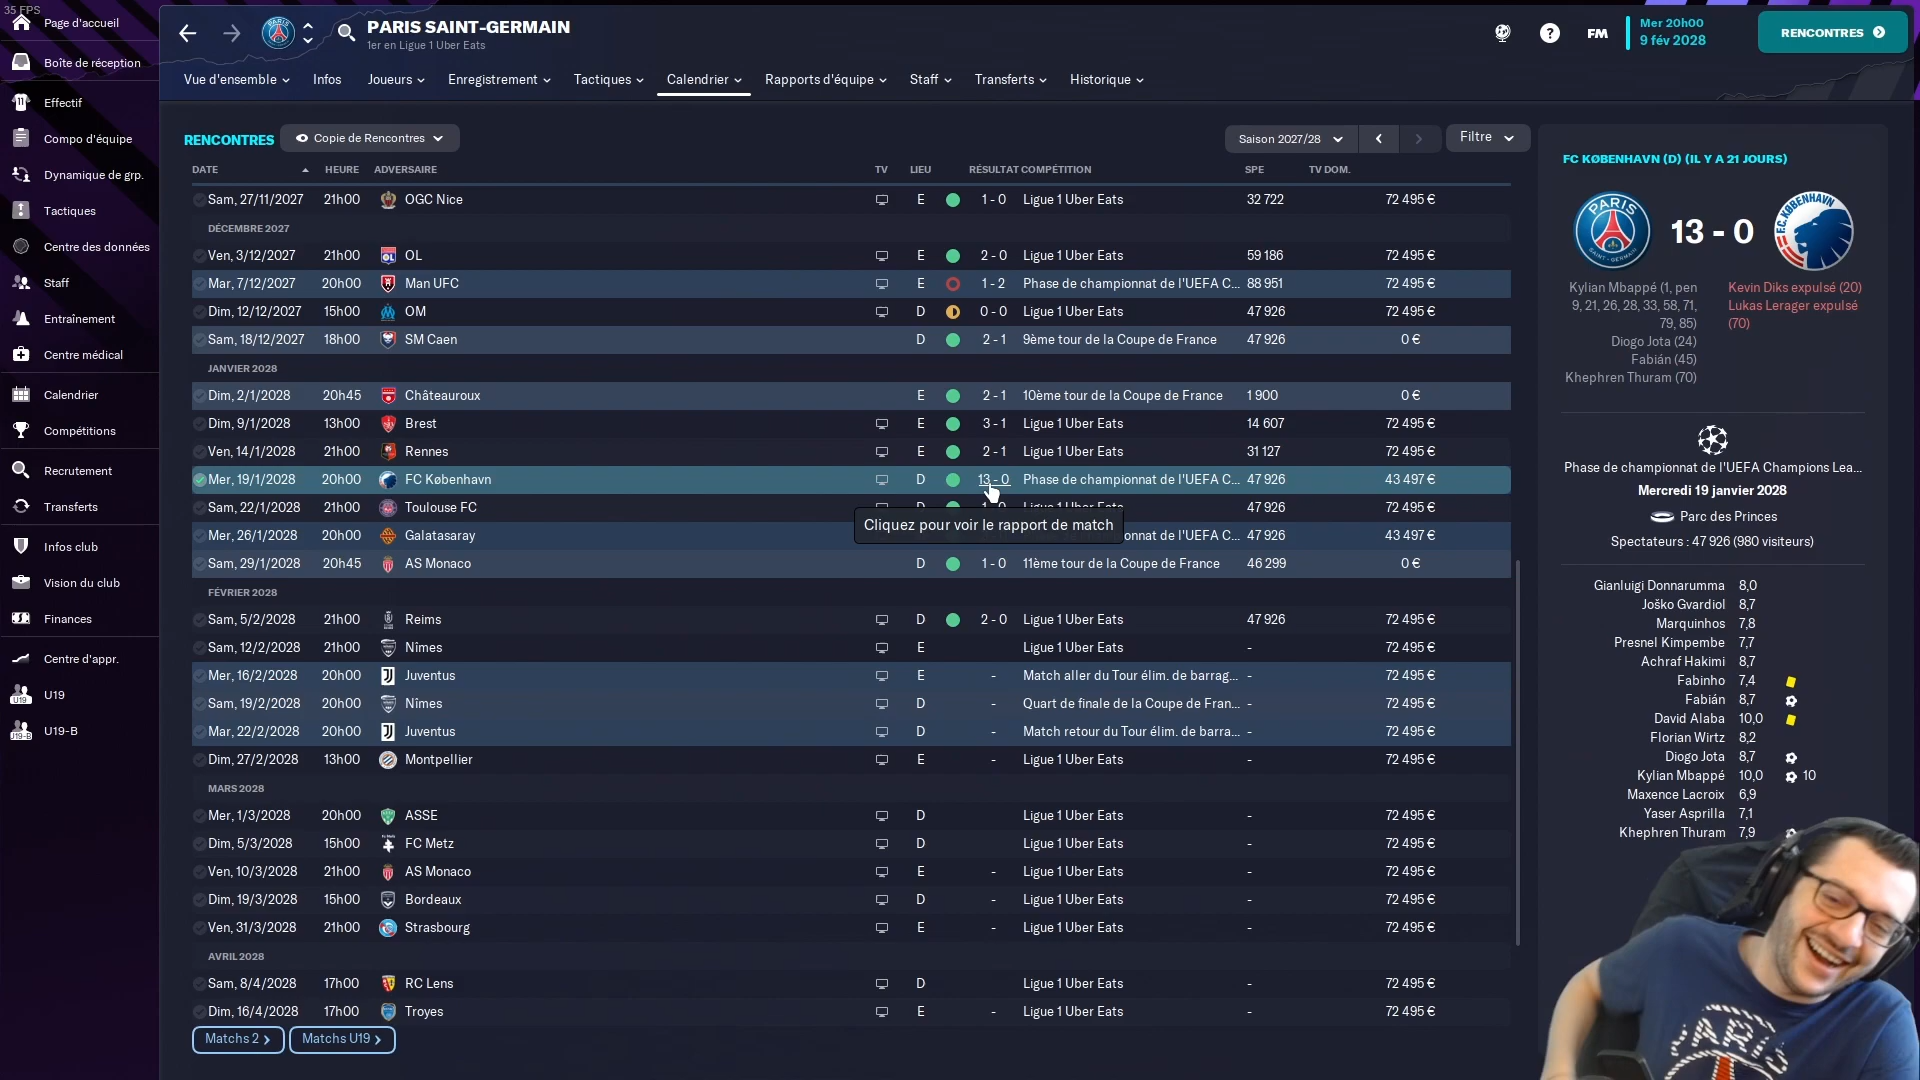 35 FPS
Page d'accueil
Boîte de réception
Effectif
Compo d'équipe
Dynamique de grp.
Tactiques
Centre des données
Staff
Entraînement
Centre médical
Calendrier
Compétitions
Recrutement
Transferts
Infos club
Vision du club
Finances
Centre d'appr.
U19
U19-B
PARIS SAINT-GERMAIN
1er en Ligue 1 Uber Eats
FM
Mer 20h00
9 fév 2028
RENCONTRES
Vue d'ensemble Infos Joueurs Enregistrement Tactiques Calendrier Rapports d'équipe Staff Transferts Historique
RENCONTRES Copie de Rencontres Saison 2027/28 Filtre
DATE HEURE ADVERSAIRE TV LIEU RÉSULTAT COMPÉTITION SPE TV DOM.
Sam, 27/11/2027 21h00 OGC Nice E 1 - 0 Ligue 1 Uber Eats 32 722 72 495 €
DÉCEMBRE 2027
Ven, 3/12/2027 21h00 OL E 2 - 0 Ligue 1 Uber Eats 59 186 72 495 €
Mar, 7/12/2027 20h00 Man UFC E 1 - 2 Phase de championnat de l'UEFA C... 88 951 72 495 €
Dim, 12/12/2027 15h00 OM D 0 - 0 Ligue 1 Uber Eats 47 926 72 495 €
Sam, 18/12/2027 18h00 SM Caen D 2 - 1 9ème tour de la Coupe de France 47 926 0 €
JANVIER 2028
Dim, 2/1/2028 20h45 Châteauroux E 2 - 1 10ème tour de la Coupe de France 1 900 0 €
Dim, 9/1/2028 13h00 Brest E 3 - 1 Ligue 1 Uber Eats 14 607 72 495 €
Ven, 14/1/2028 21h00 Rennes E 2 - 1 Ligue 1 Uber Eats 31 127 72 495 €
Mer, 19/1/2028 20h00 FC København D 13 - 0 Phase de championnat de l'UEFA C... 47 926 43 497 €
Sam, 22/1/2028 21h00 Toulouse FC 47 926 72 495 €
Cliquez pour voir le rapport de match
Mer, 26/1/2028 20h00 Galatasaray onnat de l'UEFA C... 47 926 43 497 €
Sam, 29/1/2028 20h45 AS Monaco D 1 - 0 11ème tour de la Coupe de France 46 299 0 €
FÉVRIER 2028
Sam, 5/2/2028 21h00 Reims D 2 - 0 Ligue 1 Uber Eats 47 926 72 495 €
Sam, 12/2/2028 21h00 Nîmes E Ligue 1 Uber Eats - 72 495 €
Mer, 16/2/2028 20h00 Juventus E - Match aller du Tour élim. de barrag... - 72 495 €
Sam, 19/2/2028 20h00 Nîmes D - Quart de finale de la Coupe de Fran... - 72 495 €
Mar, 22/2/2028 20h00 Juventus D - Match retour du Tour élim. de barra... - 72 495 €
Dim, 27/2/2028 13h00 Montpellier E - Ligue 1 Uber Eats - 72 495 €
MARS 2028
Mer, 1/3/2028 20h00 ASSE D Ligue 1 Uber Eats - 72 495 €
Dim, 5/3/2028 15h00 FC Metz D Ligue 1 Uber Eats - 72 495 €
Ven, 10/3/2028 21h00 AS Monaco E - Ligue 1 Uber Eats - 72 495 €
Dim, 19/3/2028 15h00 Bordeaux D - Ligue 1 Uber Eats - 72 495 €
Ven, 31/3/2028 21h00 Strasbourg E - Ligue 1 Uber Eats - 72 495 €
AVRIL 2028
Sam, 8/4/2028 17h00 RC Lens D Ligue 1 Uber Eats - 72 495 €
Dim, 16/4/2028 17h00 Troyes E - Ligue 1 Uber Eats - 72 495 €
Matchs 2 Matchs U19
FC KØBENHAVN (D) (IL Y A 21 JOURS)
PARIS
SAINT-GERMAIN
13 - 0
F.C. KØBENHAVN
Kylian Mbappé (1, pen
9, 21, 26, 28, 33, 58, 71,
79, 85)
Diogo Jota (24)
Fabián (45)
Khephren Thuram (70)
Kevin Diks expulsé (20)
Lukas Lerager expulsé
(70)
Phase de championnat de l'UEFA Champions Lea...
Mercredi 19 janvier 2028
Parc des Princes
Spectateurs : 47 926 (980 visiteurs)
Gianluigi Donnarumma 8,0
Joško Gvardiol 8,7
Marquinhos 7,8
Presnel Kimpembe 7,7
Achraf Hakimi 8,7
Fabinho 7,4
Fabián 8,7
David Alaba 10,0
Florian Wirtz 8,2
Diogo Jota 8,7
Kylian Mbappé 10,0 10
Maxence Lacroix 6,9
Yaser Asprilla 7,1
Khephren Thuram 7,9
PARIS